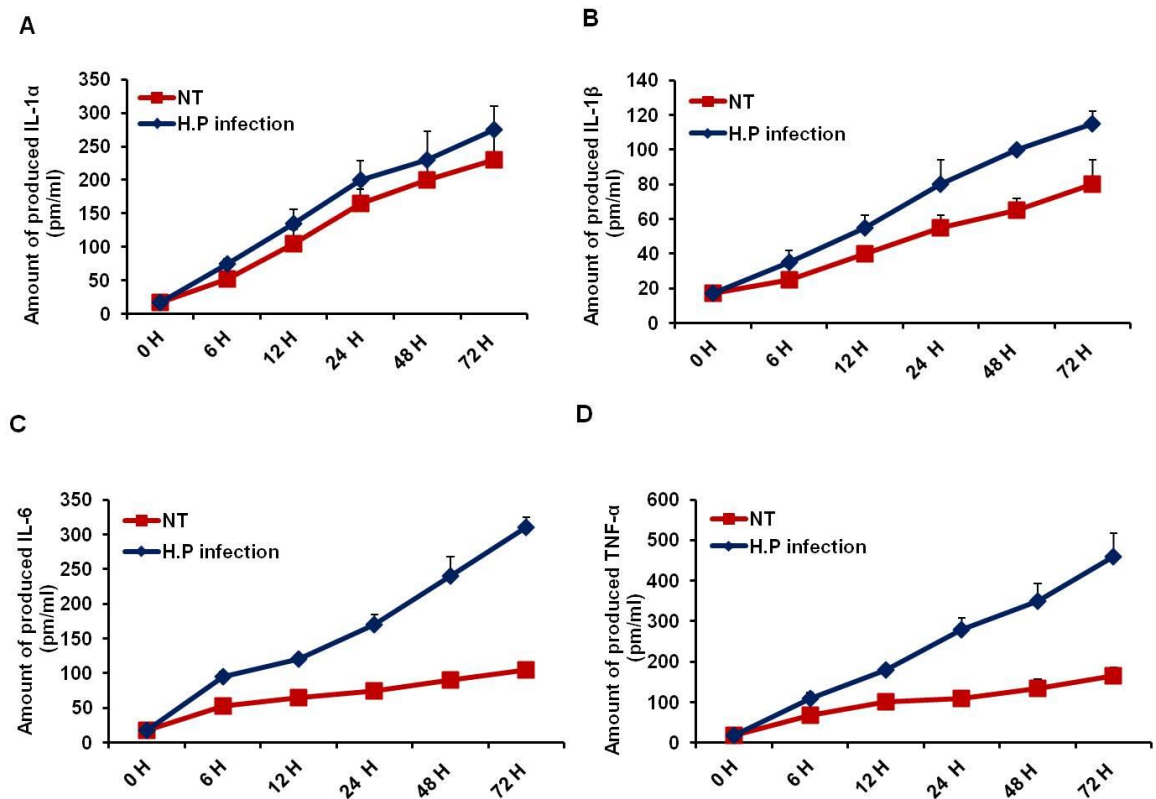 A
Amount of produced IL-1α
(pm/ml)
350
300
250
200
150
100
50
0
NT
H.P infection
0 H
6 H
12 H
24 H
48 H
72 H
B
Amount of produced IL-1β
(pm/ml)
140
120
100
80
60
40
20
0
NT
H.P infection
0 H
6 H
12 H
24 H
48 H
72 H
C
Amount of produced IL-6
(pm/ml)
350
300
250
200
150
100
50
0
NT
H.P infection
0 H
6 H
12 H
24 H
48 H
72 H
D
Amount of produced TNF-α
(pm/ml)
600
500
400
300
200
100
0
NT
H.P infection
0 H
6 H
12 H
24 H
48 H
72 H